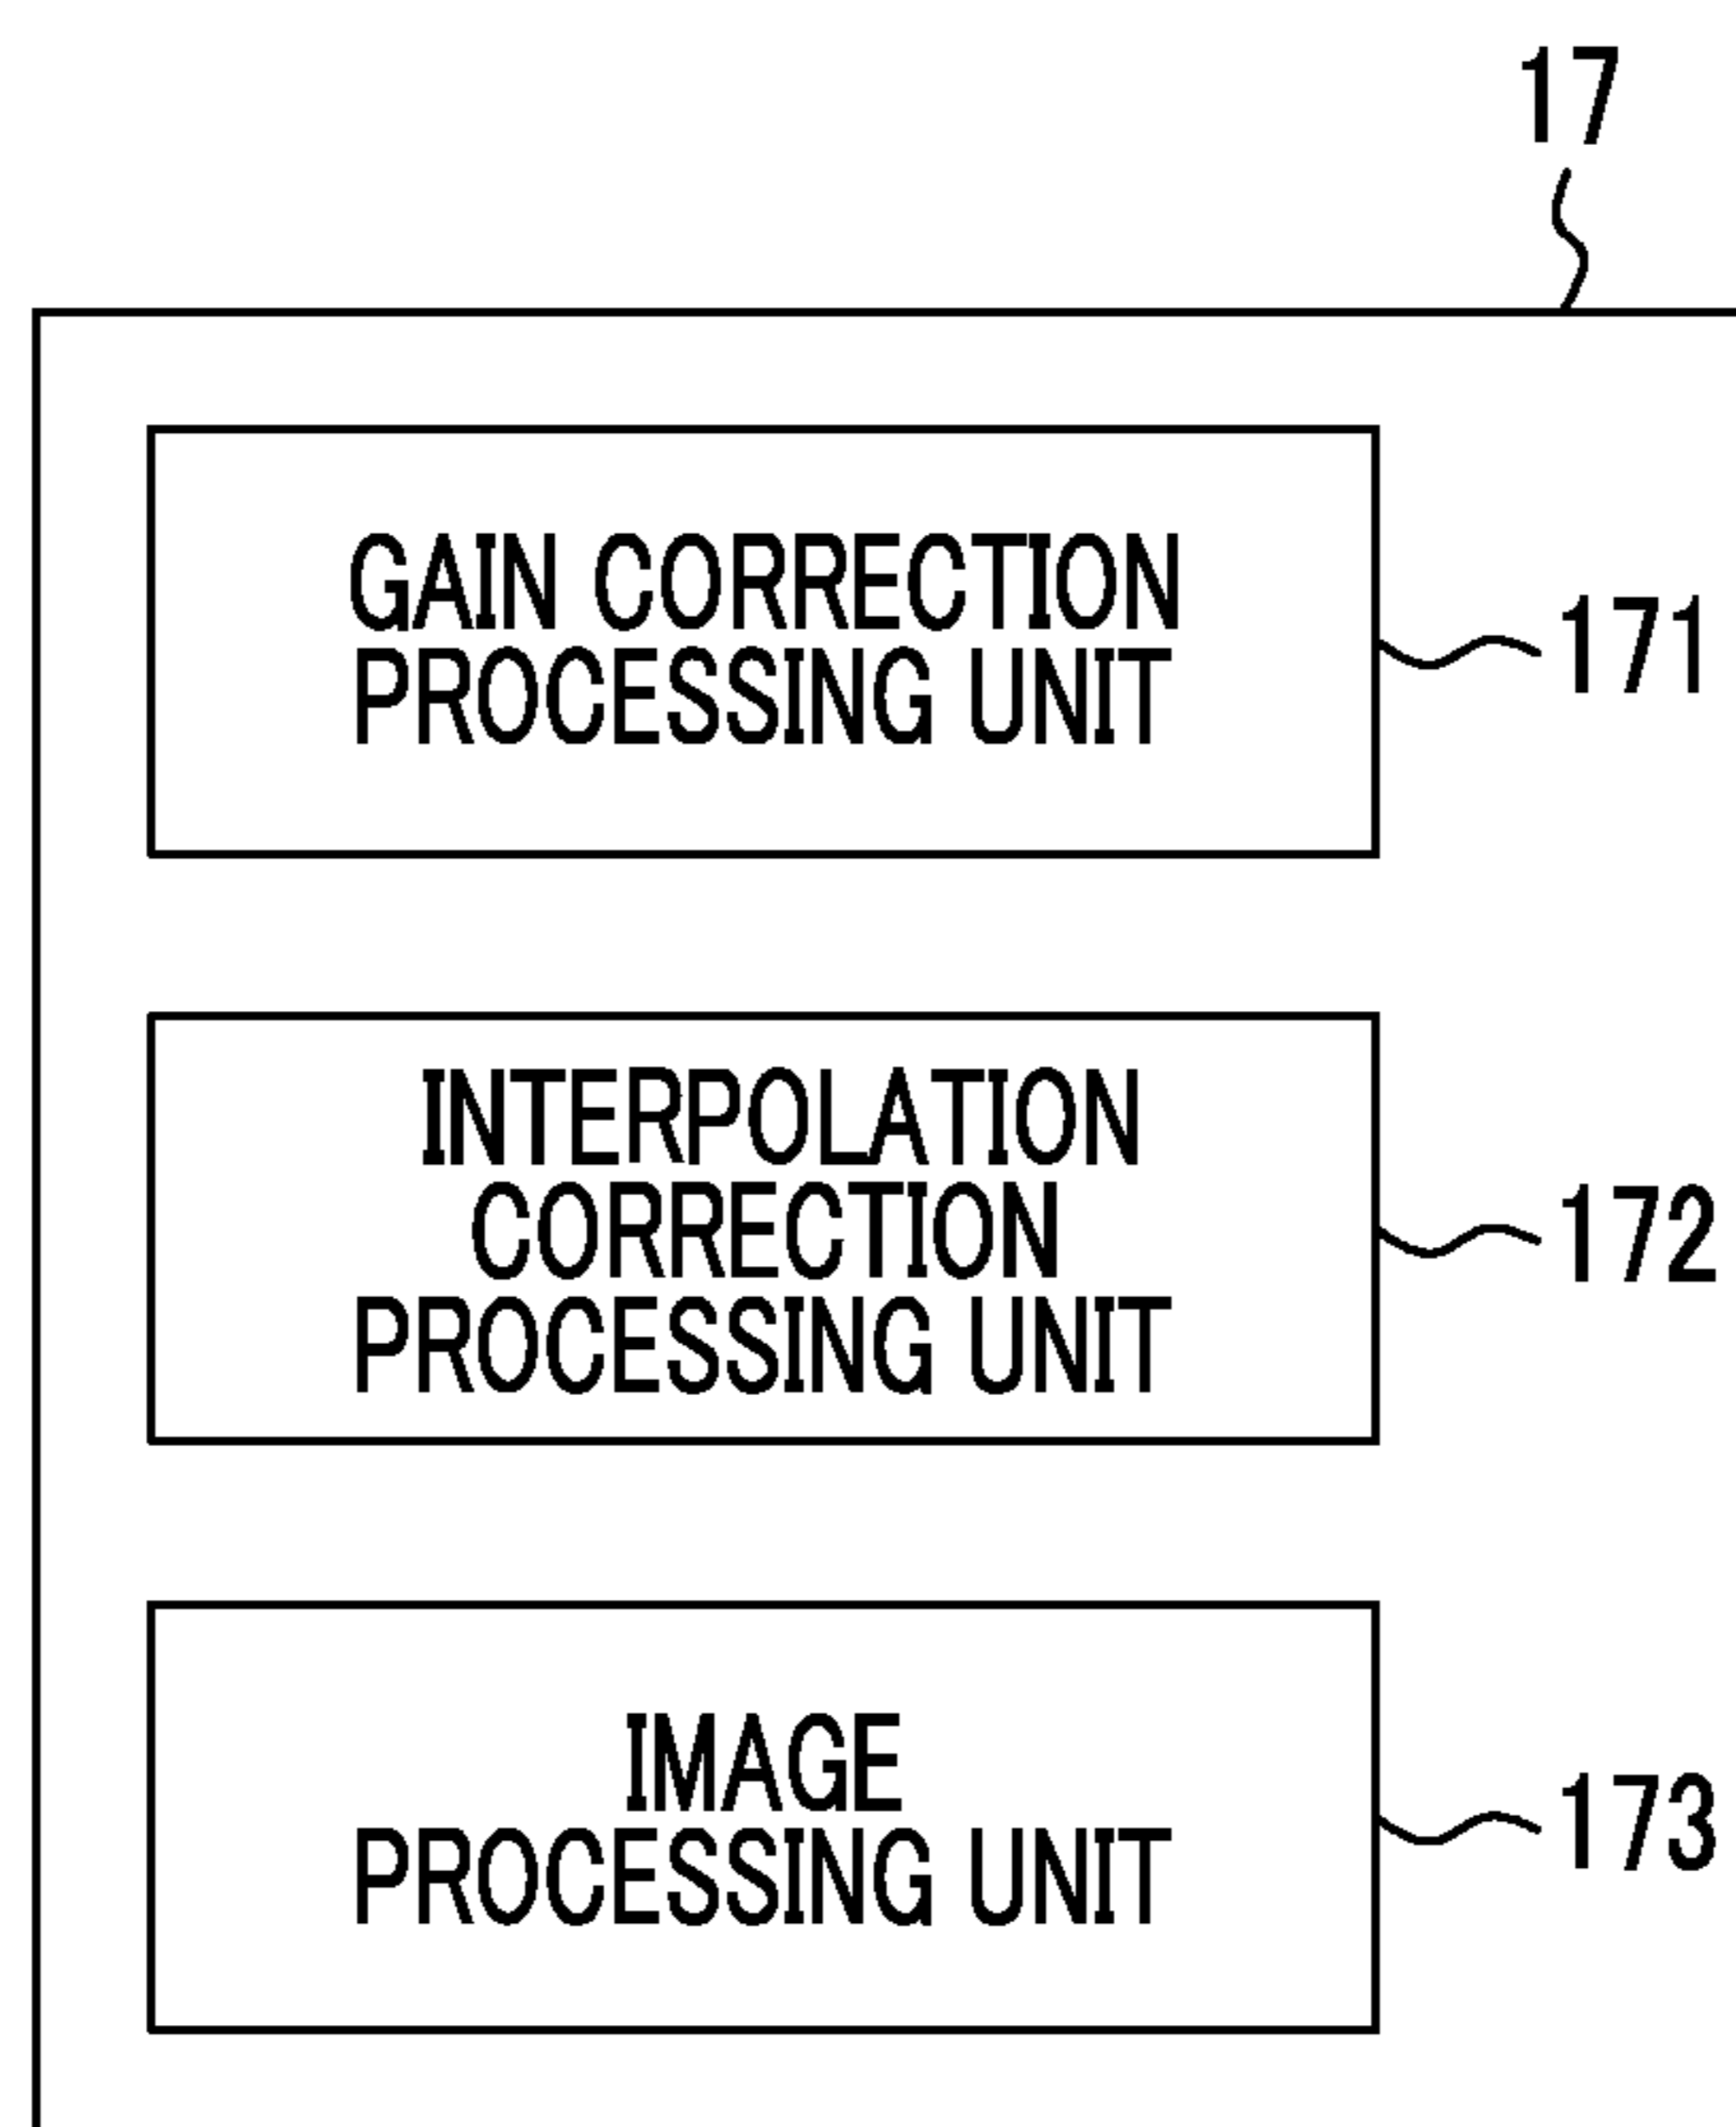 17
GAIN CORRECTION
PROCESSING UNIT
171
INTERPOLATION
CORRECTION
PROCESSING UNIT
172
IMAGE
PROCESSING UNIT
173